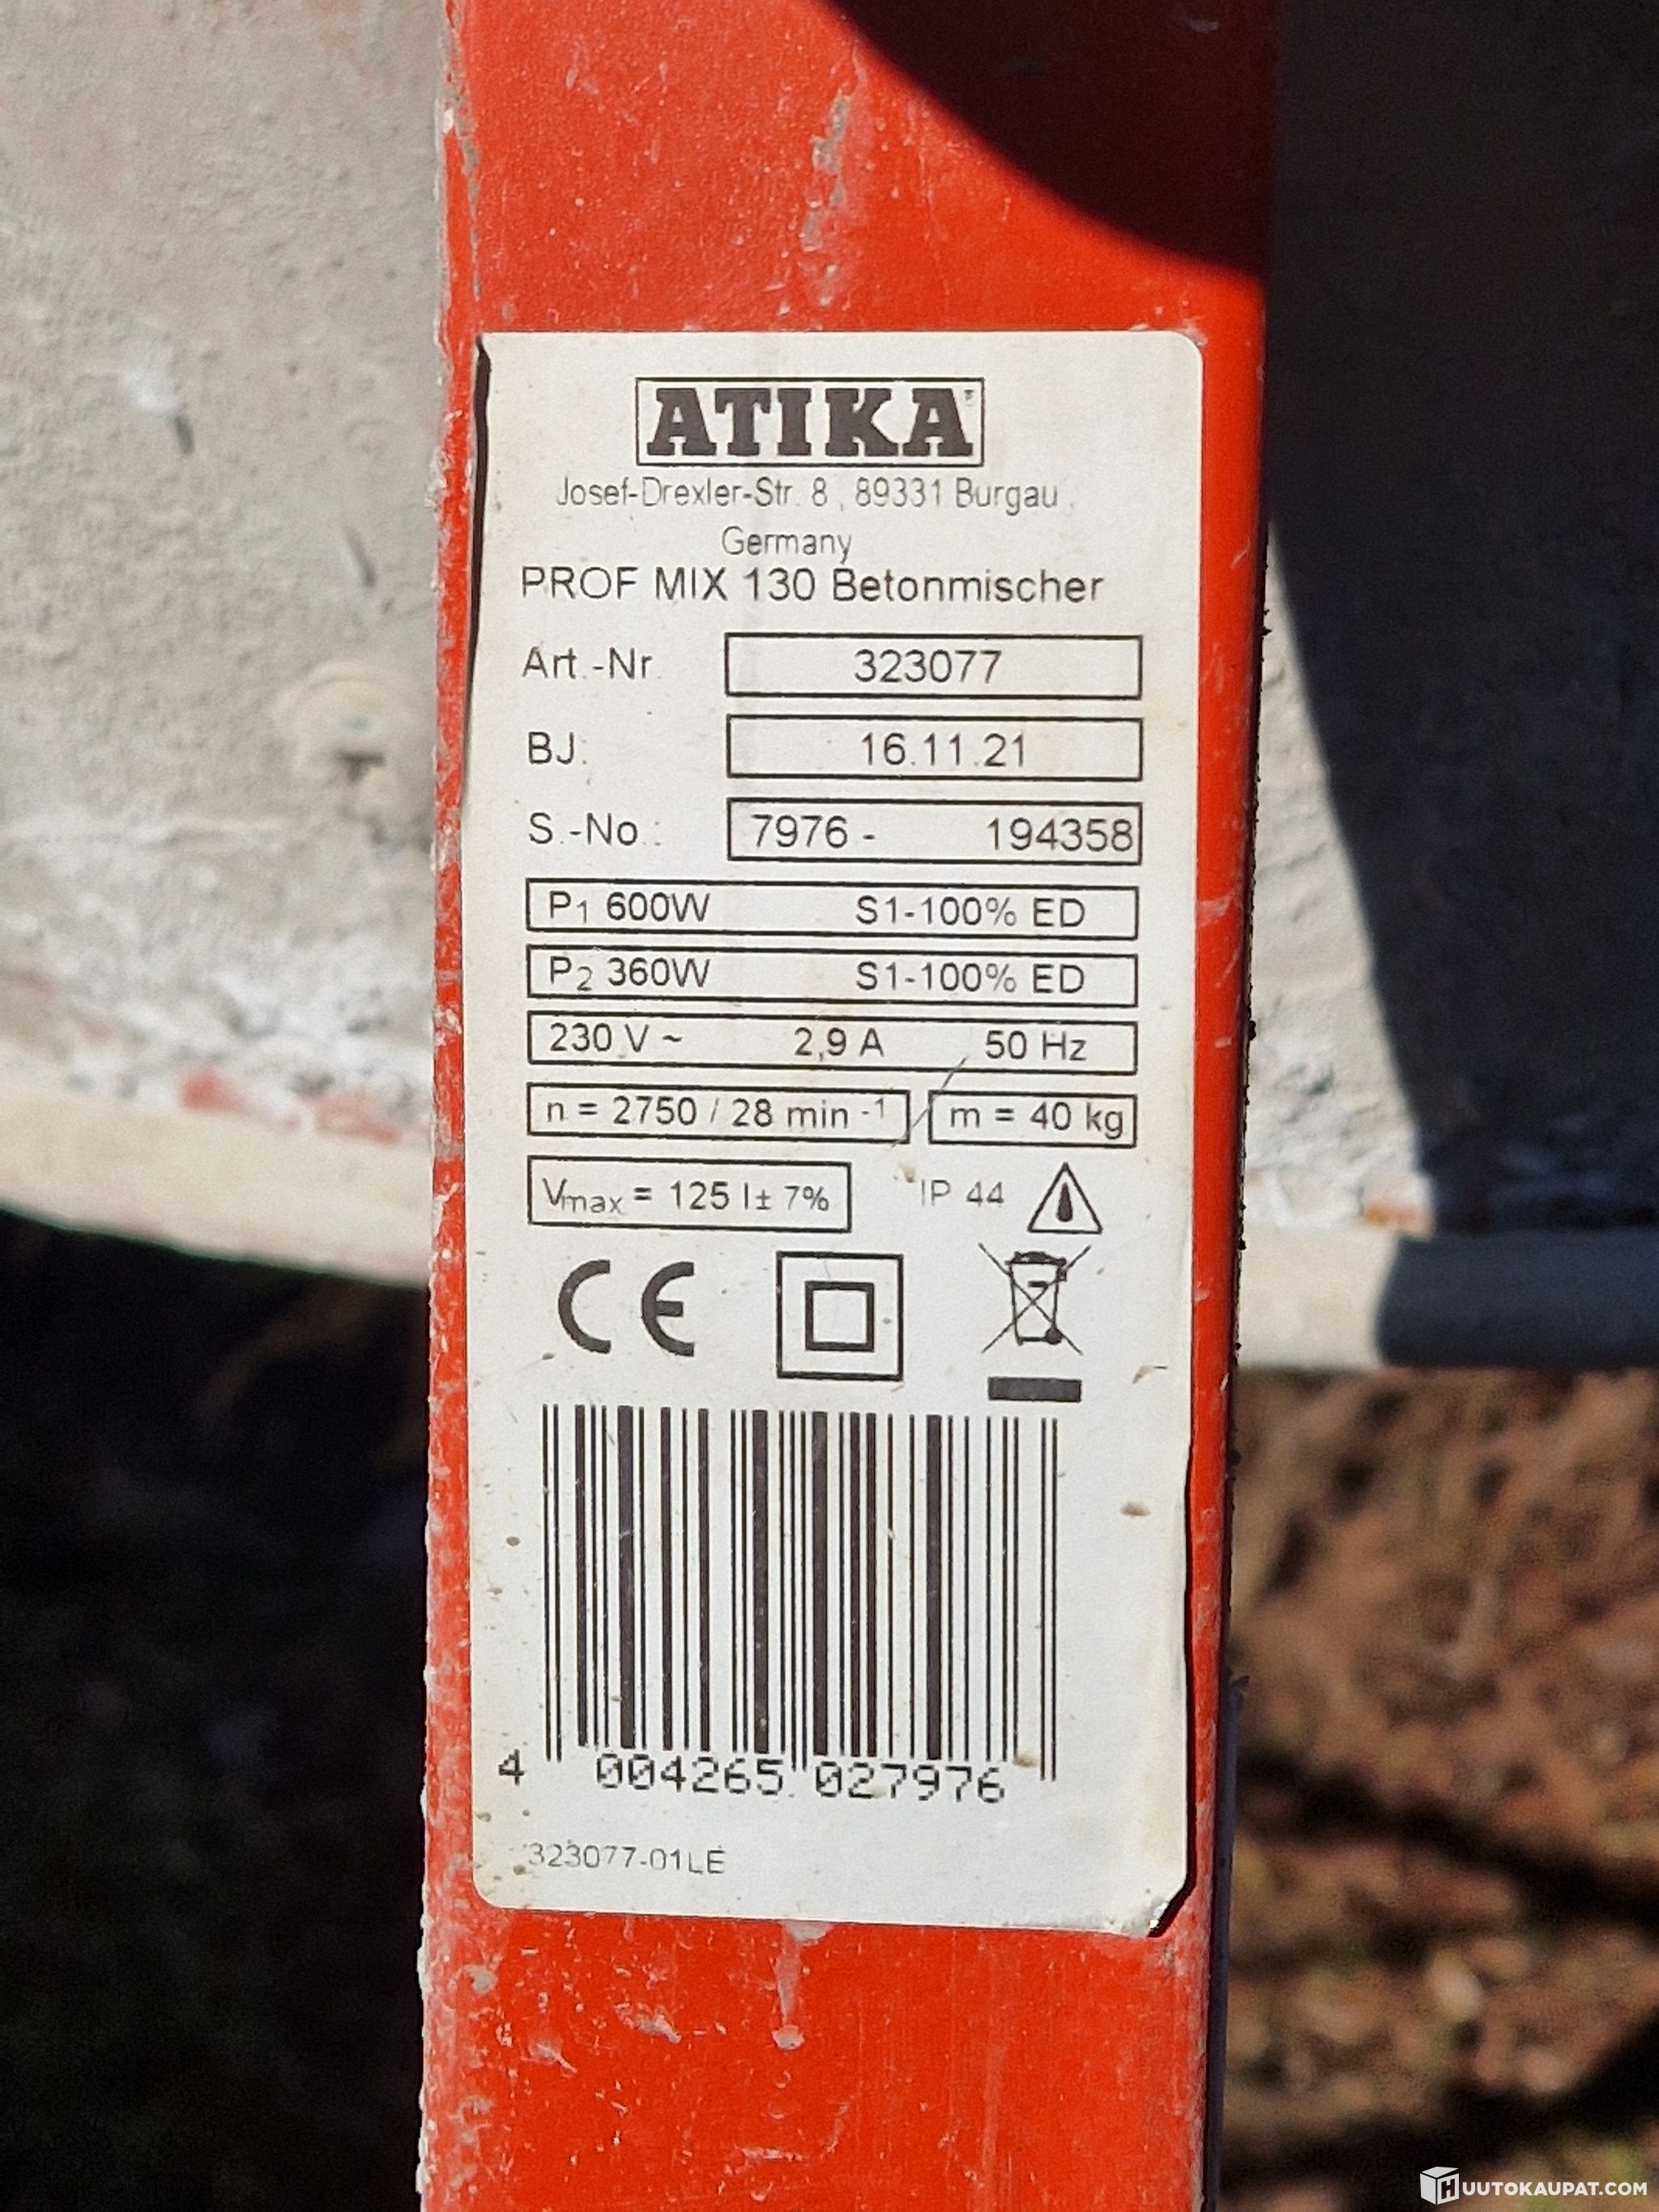 ATIKA®
Josef-Drexler-Str. 8 , 89331 Burgau ,
Germany
PROF MIX 130 Betonmischer
Art.-Nr. 323077
BJ.: 16.11.21
S.-No.: 7976 - 194358
P1 600W S1-100% ED
P2 360W S1-100% ED
230 V ~ 2,9 A 50 Hz
n = 2750 / 28 min -1 m = 40 kg
Vmax = 125 l ± 7% IP 44
CE
4 004265 027976
323077-01LE
HUUTOKAUPAT.COM